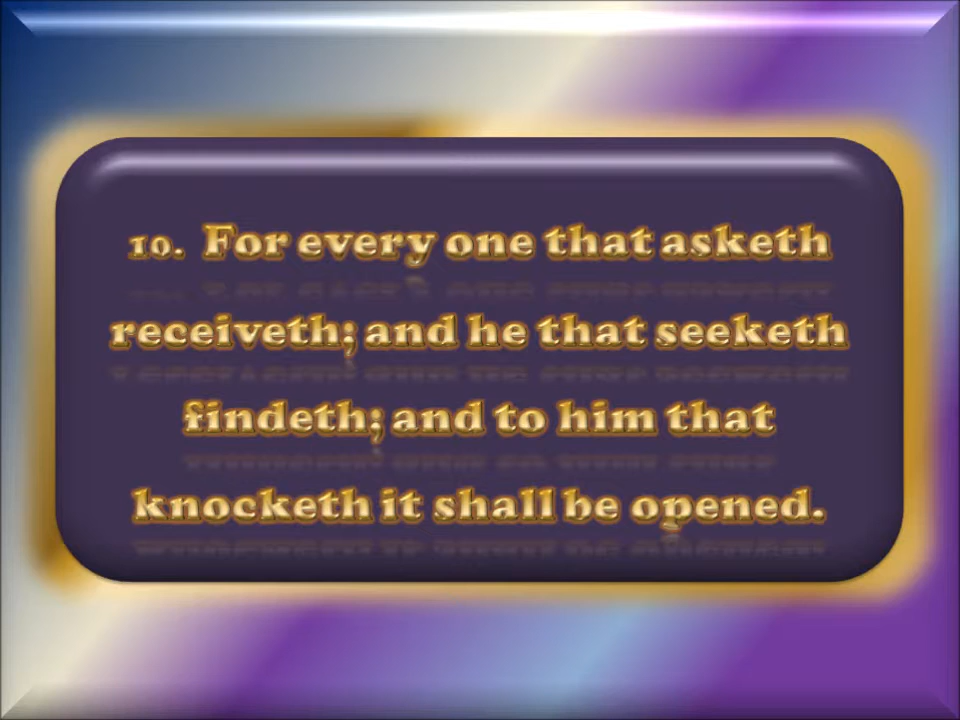 10. For every one that asketh
receiveth; and he that seeketh
findeth; and to him that
knocketh it shall be opened.